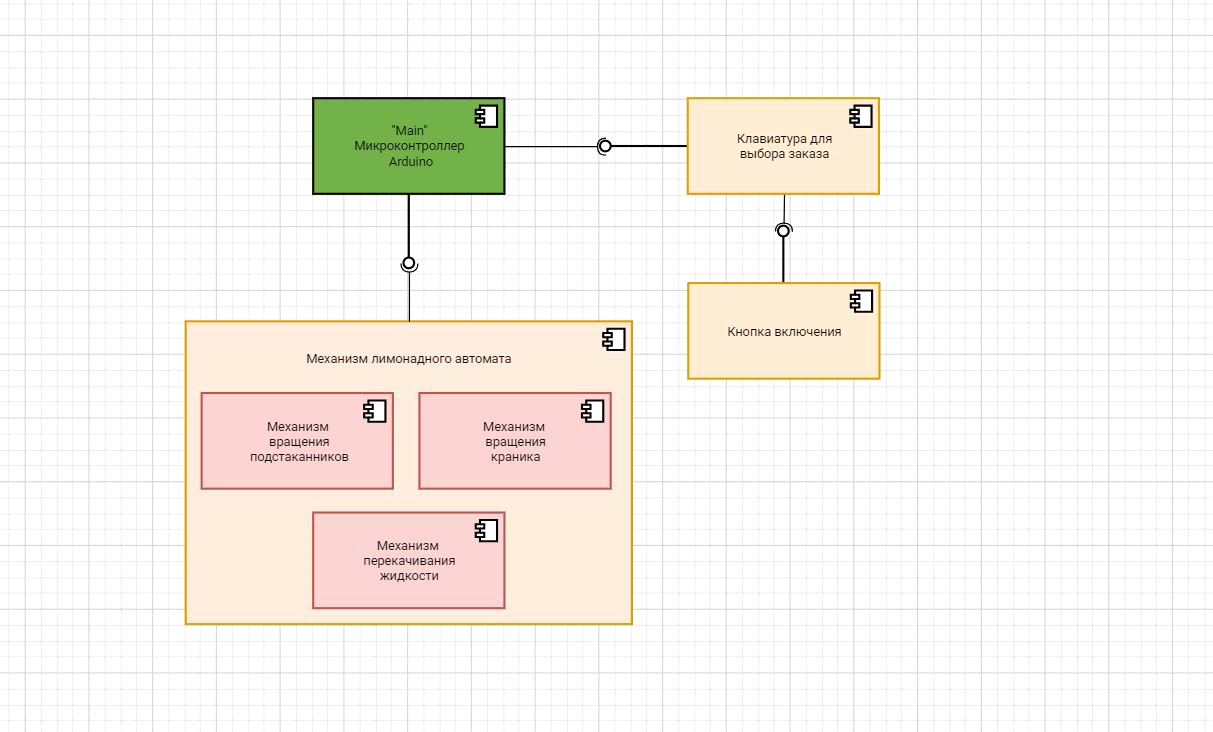 "Main"
Микроконтроллер
Arduino
Клавиатура для
выбора заказа
Кнопка включения
Механизм лимонадного автомата
Механизм
вращения
подстаканников
Механизм
вращения
краника
Механизм
перекачивания
жидкости